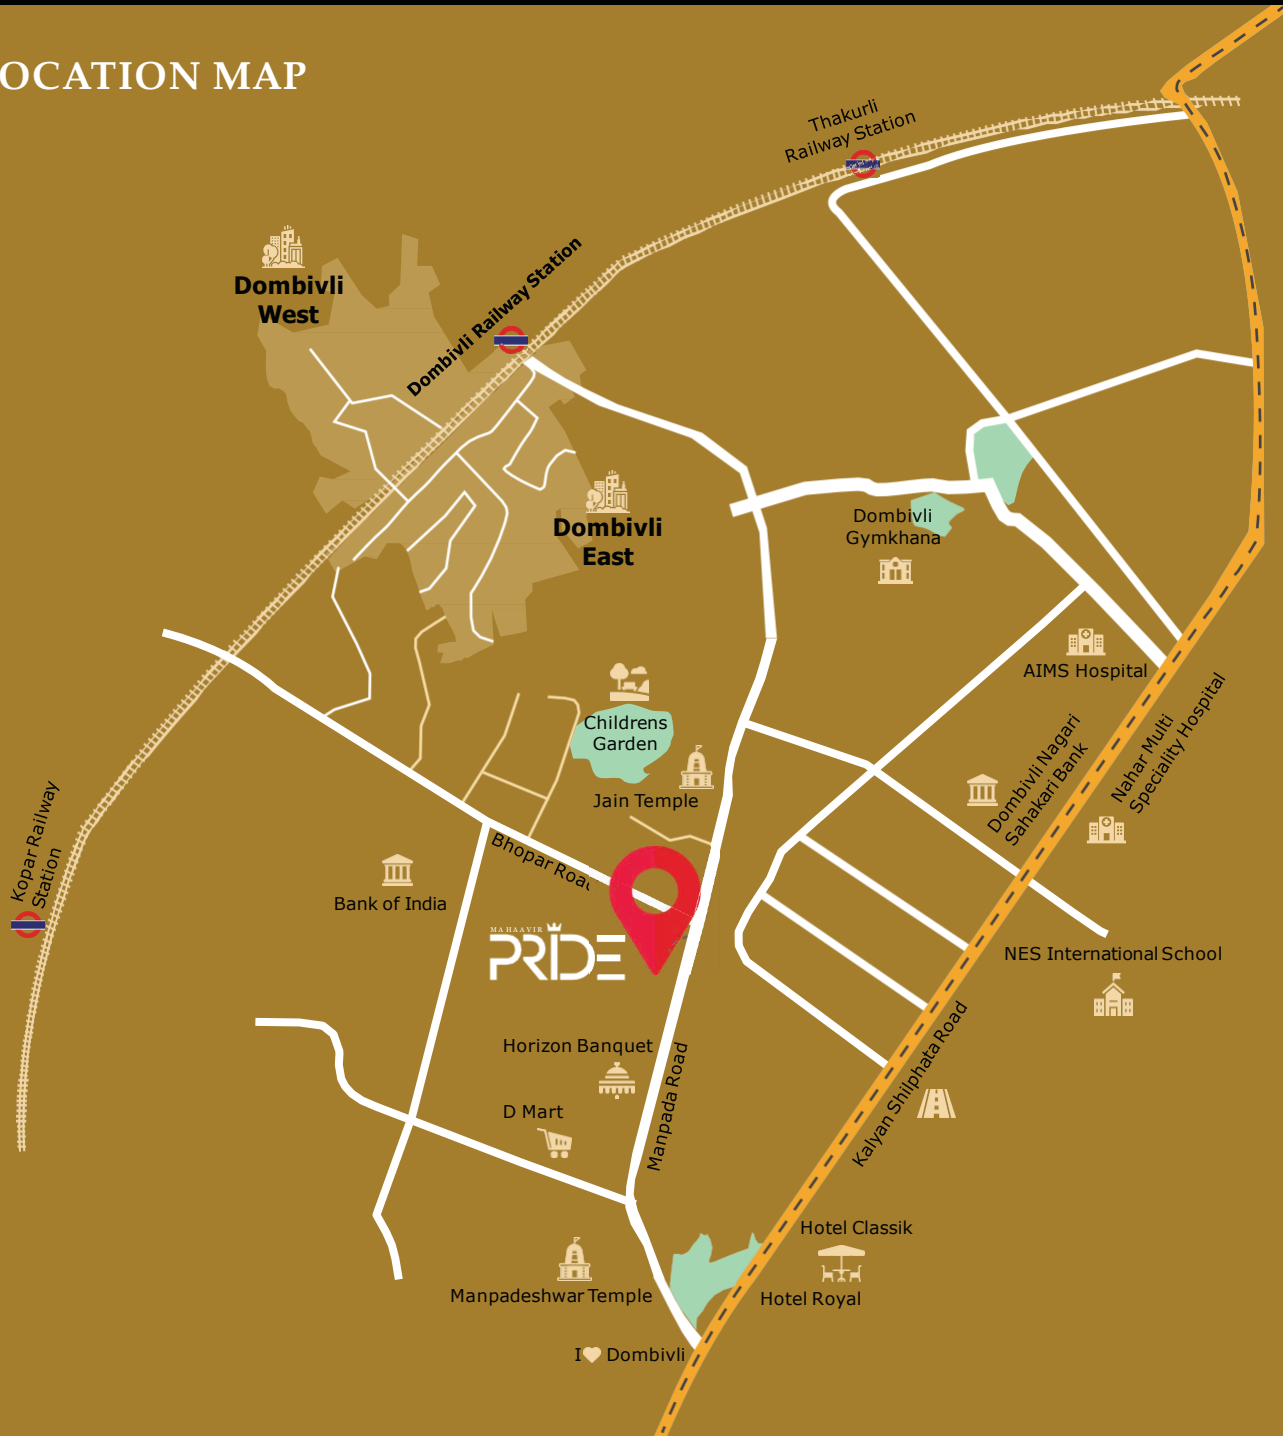 OCATION MAP
Thakurli
Railway Station
Dombivli
West
Dombivli Railway Station
Dombivli
East
Dombivli
Gymkhana
AIMS Hospital
Childrens
Garden
Jain Temple
Dombivli Nagari
Sahakari Bank
Nahar Multi
Speciality Hospital
Kopar Railway
Station
Bhopar Road
Bank of India
MAHAAVIR
PRIDE
NES International School
Horizon Banquet
Manpada Road
D Mart
Kalyan Shilphata Road
Hotel Classik
Manpadeshwar Temple
Hotel Royal
I Dombivli